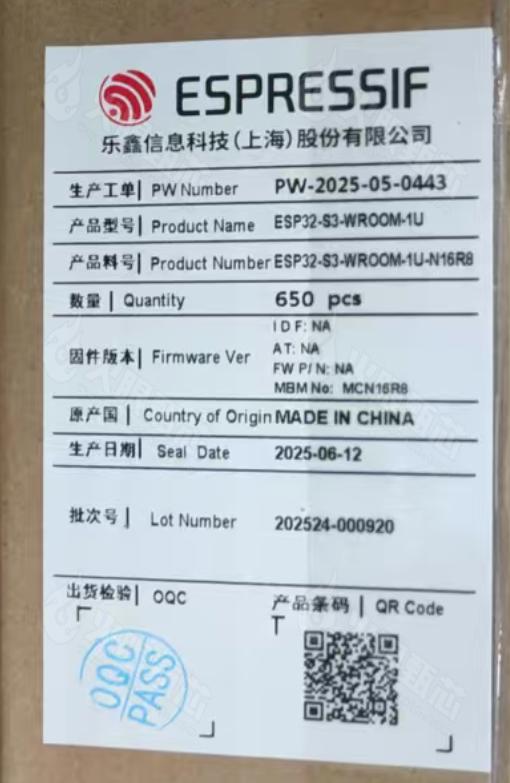 ESPRESSIF
乐鑫信息科技(上海)股份有限公司
生产工单| PW Number PW-2025-05-0443
产品型号| Product Name ESP32-S3-WROOM-1U
产品料号| Product Number ESP32-S3-WROOM-1U-N16R8
数量 | Quantity 650 pcs
固件版本| Firmware Ver
IDF: NA
AT: NA
FW P/N: NA
MBM No: MCN16R8
原产国| Country of Origin MADE IN CHINA
生产日期| Seal Date 2025-06-12
批次号| Lot Number 202524-000920
出货检验| OQC
产品条码 | QR Code
OQC
PASS